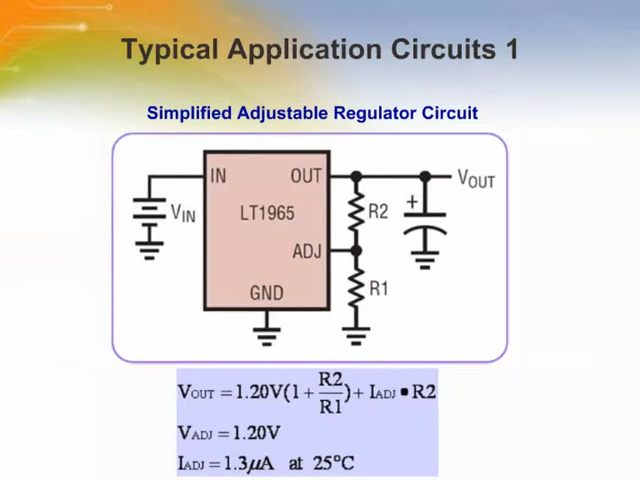 Typical Application Circuits 1
Simplified Adjustable Regulator Circuit
IN OUT
VOUT
VIN
LT1965
R2
+
ADJ
GND
R1
VOUT = 1.20V(1 + R2/R1) + IADJ • R2
VADJ = 1.20V
IADJ = 1.3µA at 25°C